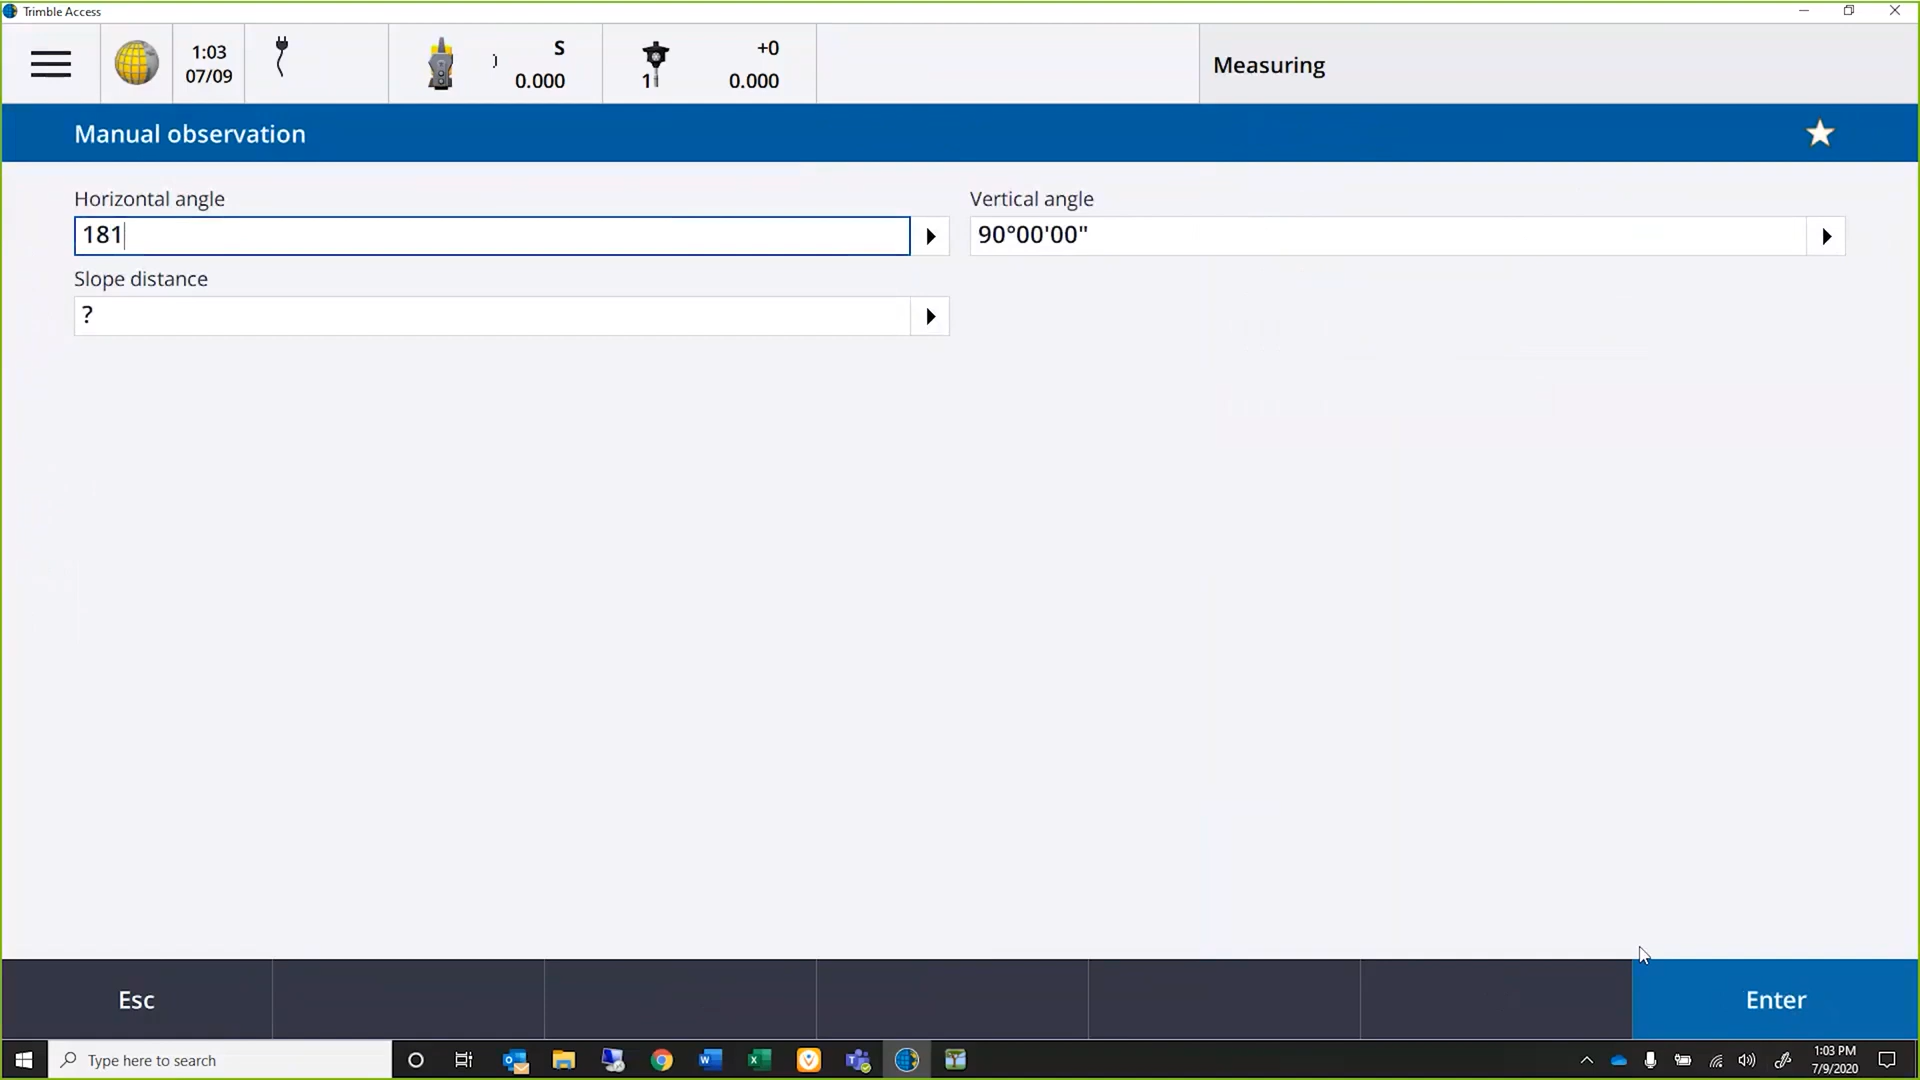 Trimble Access
1:03
07/09
S
0.000
1
+0
0.000
Measuring
Manual observation
Horizontal angle
181
Vertical angle
90°00'00"
Slope distance
?
Esc
Enter
Type here to search
1:03 PM
7/9/2020